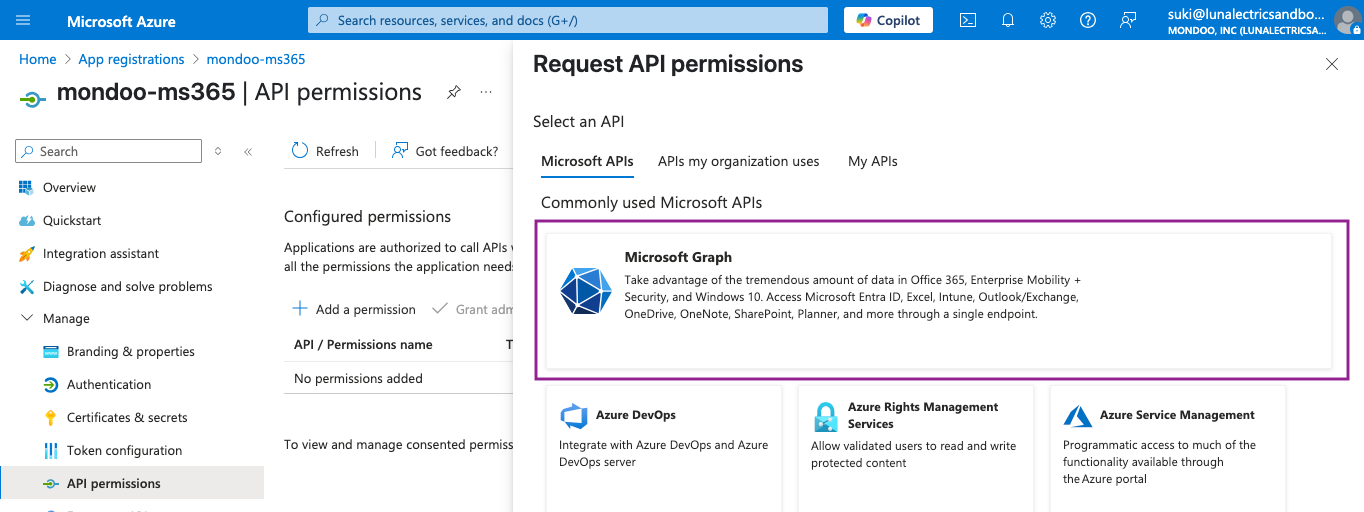 Microsoft Azure
Search resources, services, and docs (G+/)
Copilot
suki@lunalectricsandbo...
MONDOO, INC (LUNALECTRICSA...
Home > App registrations > mondoo-ms365
mondoo-ms365 | API permissions
...
Search
«
Overview
Quickstart
Integration assistant
Diagnose and solve problems
Manage
Branding & properties
Authentication
Certificates & secrets
Token configuration
API permissions
Refresh
Got feedback?
Configured permissions
Applications are authorized to call APIs
all the permissions the application need
Add a permission
Grant adm
API / Permissions name
T
No permissions added
To view and manage consented permiss
Request API permissions
Select an API
Microsoft APIs
APIs my organization uses
My APIs
Commonly used Microsoft APIs
Microsoft Graph
Take advantage of the tremendous amount of data in Office 365, Enterprise Mobility +
Security, and Windows 10. Access Microsoft Entra ID, Excel, Intune, Outlook/Exchange,
OneDrive, OneNote, SharePoint, Planner, and more through a single endpoint.
Azure DevOps
Integrate with Azure DevOps and Azure
DevOps server
Azure Rights Management
Services
Allow validated users to read and write
protected content
Azure Service Management
Programmatic access to much of the
functionality available through
the Azure portal